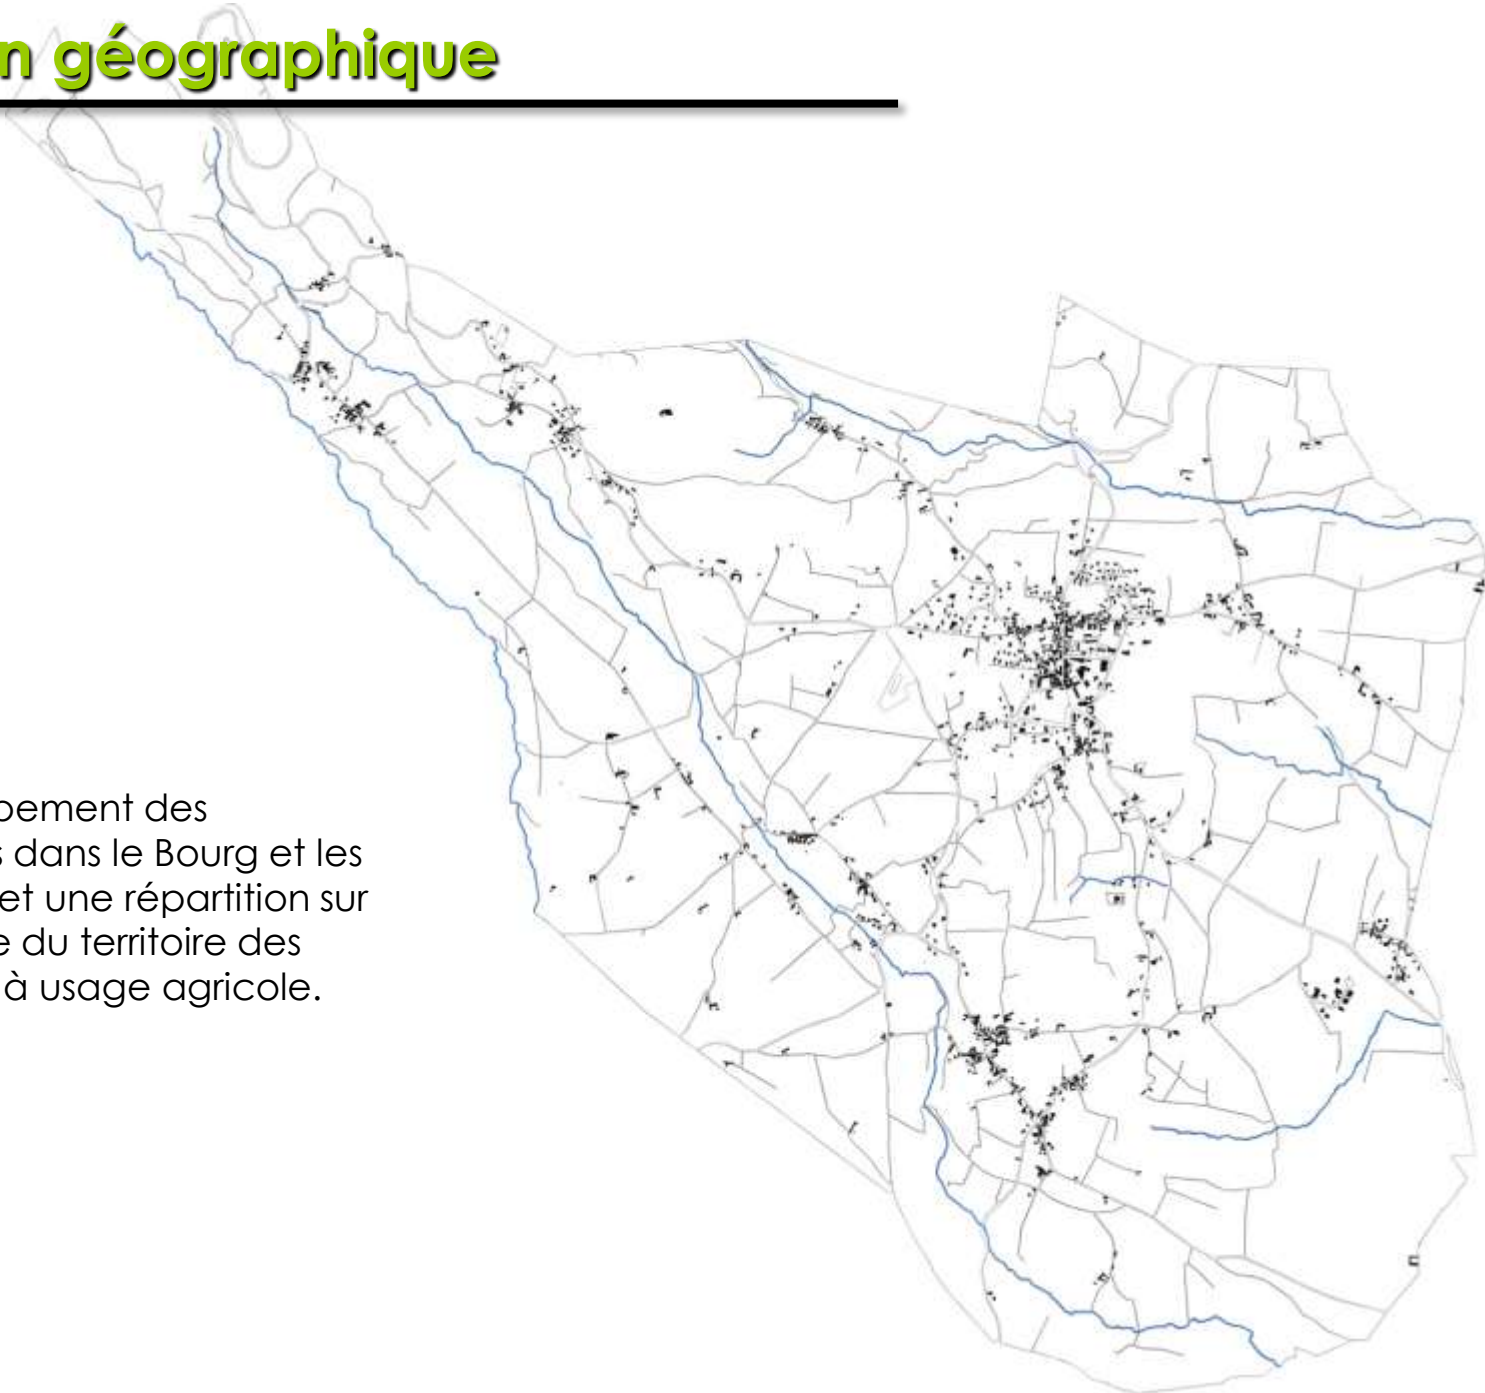 n géographique
pement des
s dans le Bourg et les
et une répartition sur
e du territoire des
à usage agricole.